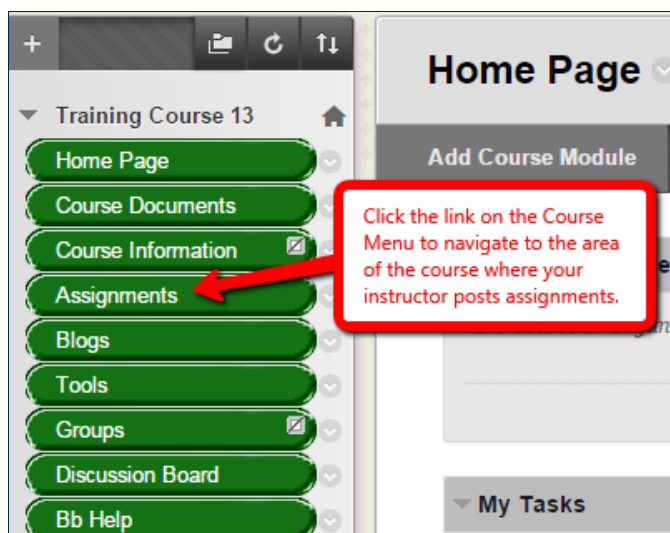 Training Course 13
Home Page
Course Documents
Course Information
Assignments
Blogs
Tools
Groups
Discussion Board
Bb Help
Home Page
Add Course Module
Click the link on the Course
Menu to navigate to the area
of the course where your
instructor posts assignments.
My Tasks